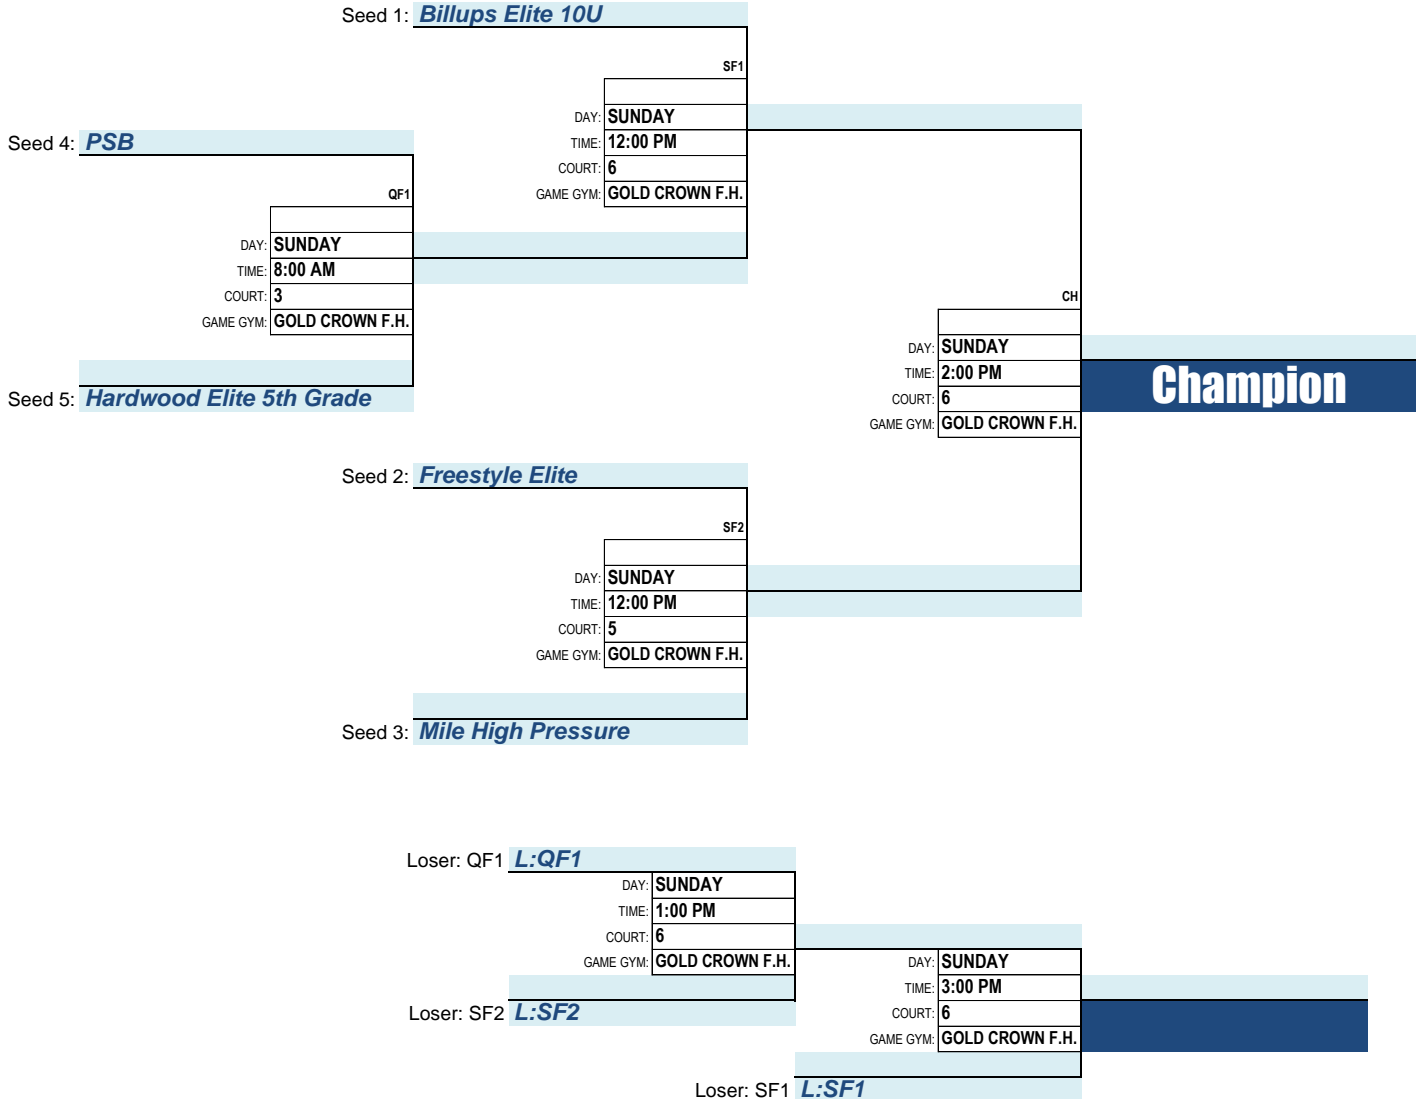 Seed 1: Billups Elite 10U
SF1
DAY: SUNDAY
TIME: 12:00 PM
COURT: 6
GAME GYM: GOLD CROWN F.H.
Seed 4: PSB
QF1
DAY: SUNDAY
TIME: 8:00 AM
COURT: 3
GAME GYM: GOLD CROWN F.H.
Seed 5: Hardwood Elite 5th Grade
CH
DAY: SUNDAY
TIME: 2:00 PM
COURT: 6
GAME GYM: GOLD CROWN F.H.
Champion
Seed 2: Freestyle Elite
SF2
DAY: SUNDAY
TIME: 12:00 PM
COURT: 5
GAME GYM: GOLD CROWN F.H.
Seed 3: Mile High Pressure
Loser: QF1 L:QF1
DAY: SUNDAY
TIME: 1:00 PM
COURT: 6
GAME GYM: GOLD CROWN F.H.
Loser: SF2 L:SF2
DAY: SUNDAY
TIME: 3:00 PM
COURT: 6
GAME GYM: GOLD CROWN F.H.
Loser: SF1 L:SF1